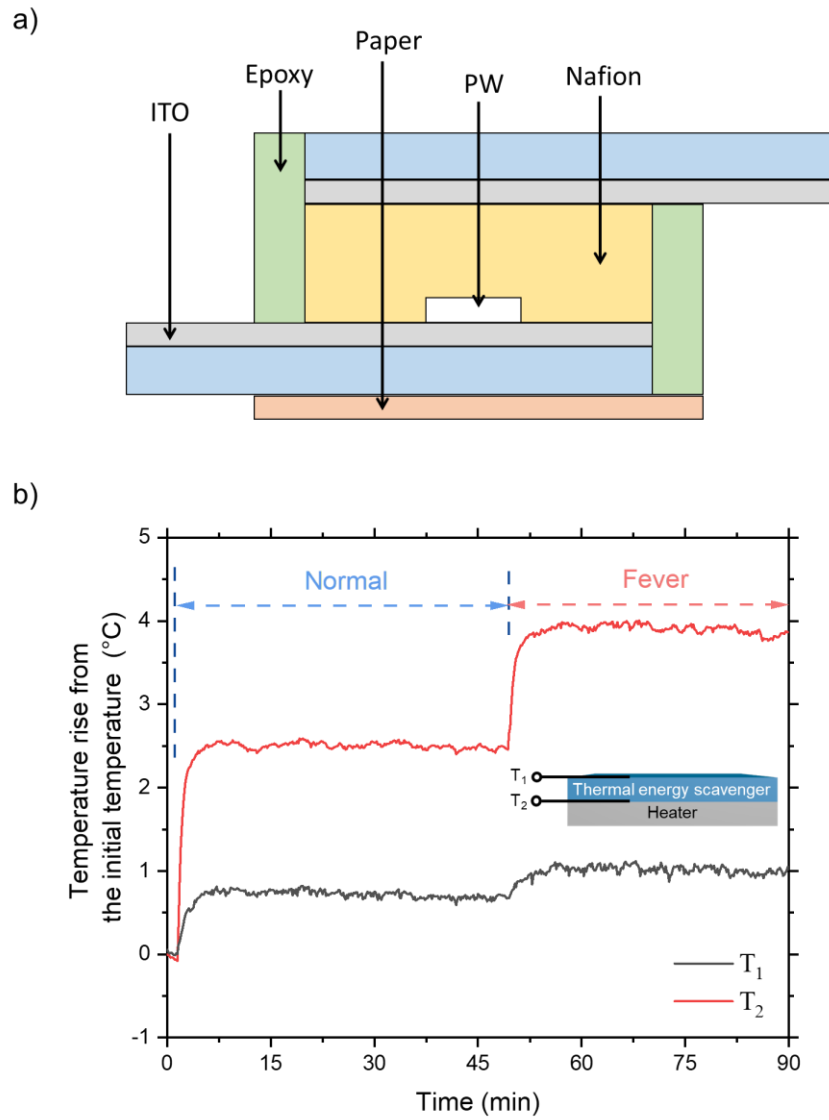 a)
Paper
Epoxy
PW
Nafion
ITO
b)
Temperature rise from
the initial temperature (°C)
5
4
3
2
1
0
-1
Normal
Fever
T₁
Thermal energy scavenger
T₂
Heater
T₁
T₂
0
15
30
45
60
75
90
Time (min)